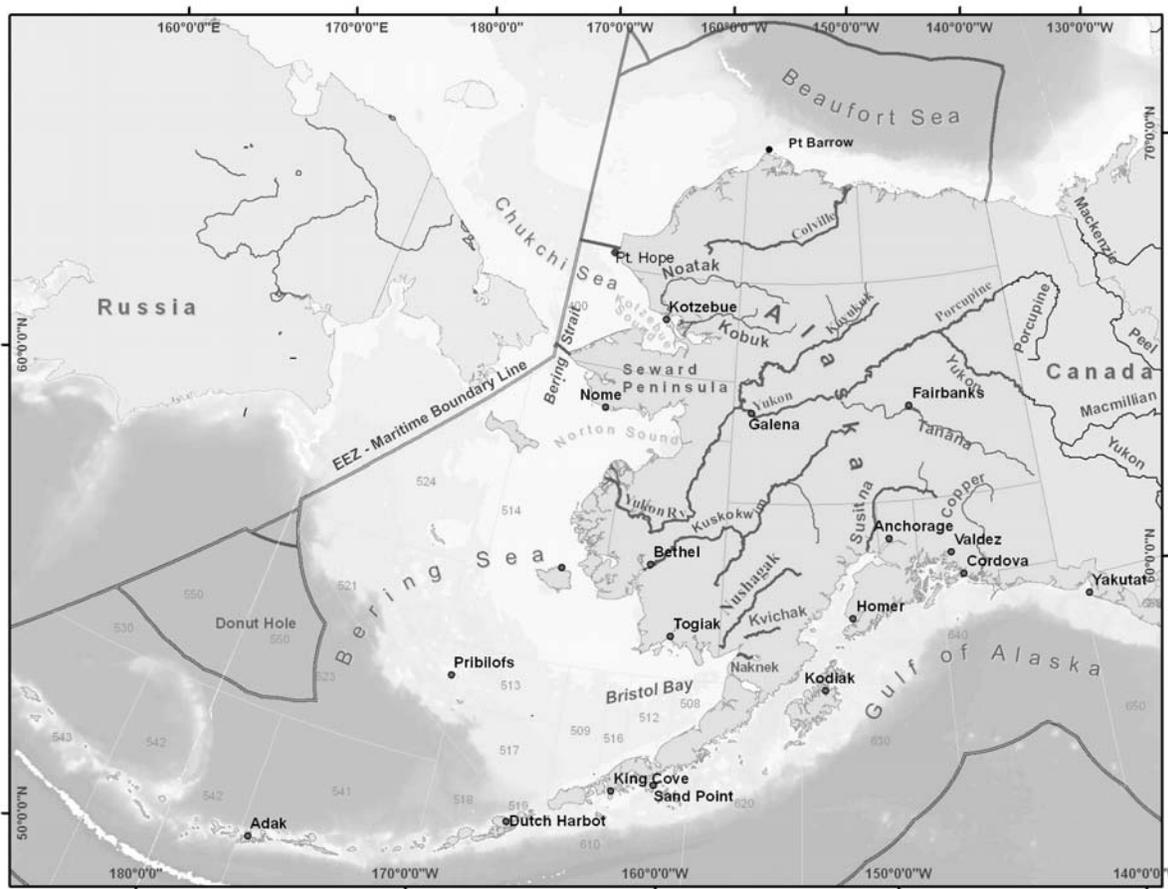 160°0'0"E
170°0'0"E
180°0'0"
170°0'0"W
160°0'0"W
150°0'0"W
140°0'0"W
130°0'0"W
Beaufort Sea
70°0'0"N
Pt Barrow
Chukchi Sea
Colville
Mackenzie
Pt. Hope
Noatak
Russia
400
Kotzebue
Kotzebue Sound
Kobuk
Koyukuk
Porcupine
Porcupine
Alaska
Peel
60°0'0"N
Bering Strait
Seward
Peninsula
Yukon
Canada
EEZ - Maritime Boundary Line
Nome
Yukon
Fairbanks
Macmillian
Galena
Norton Sound
Tanana
Yukon
524
514
Yukon Rv.
Kuskokwim
Susitna
Copper
Anchorage
Valdez
Bering Sea
Bethel
Cordova
60°0'0"N
521
550
Nushagak
Yakutat
Donut Hole
530
550
Kvichak
Homer
Togiak
640
Gulf of Alaska
Pribilofs
523
513
Naknek
Bristol Bay
Kodiak
508
512
650
543
542
509
516
517
630
King Cove
Sand Point
542
541
518
519
620
50°0'0"N
Adak
Dutch Harbot
610
180°0'0"
170°0'0"W
160°0'0"W
150°0'0"W
140°0'0"W